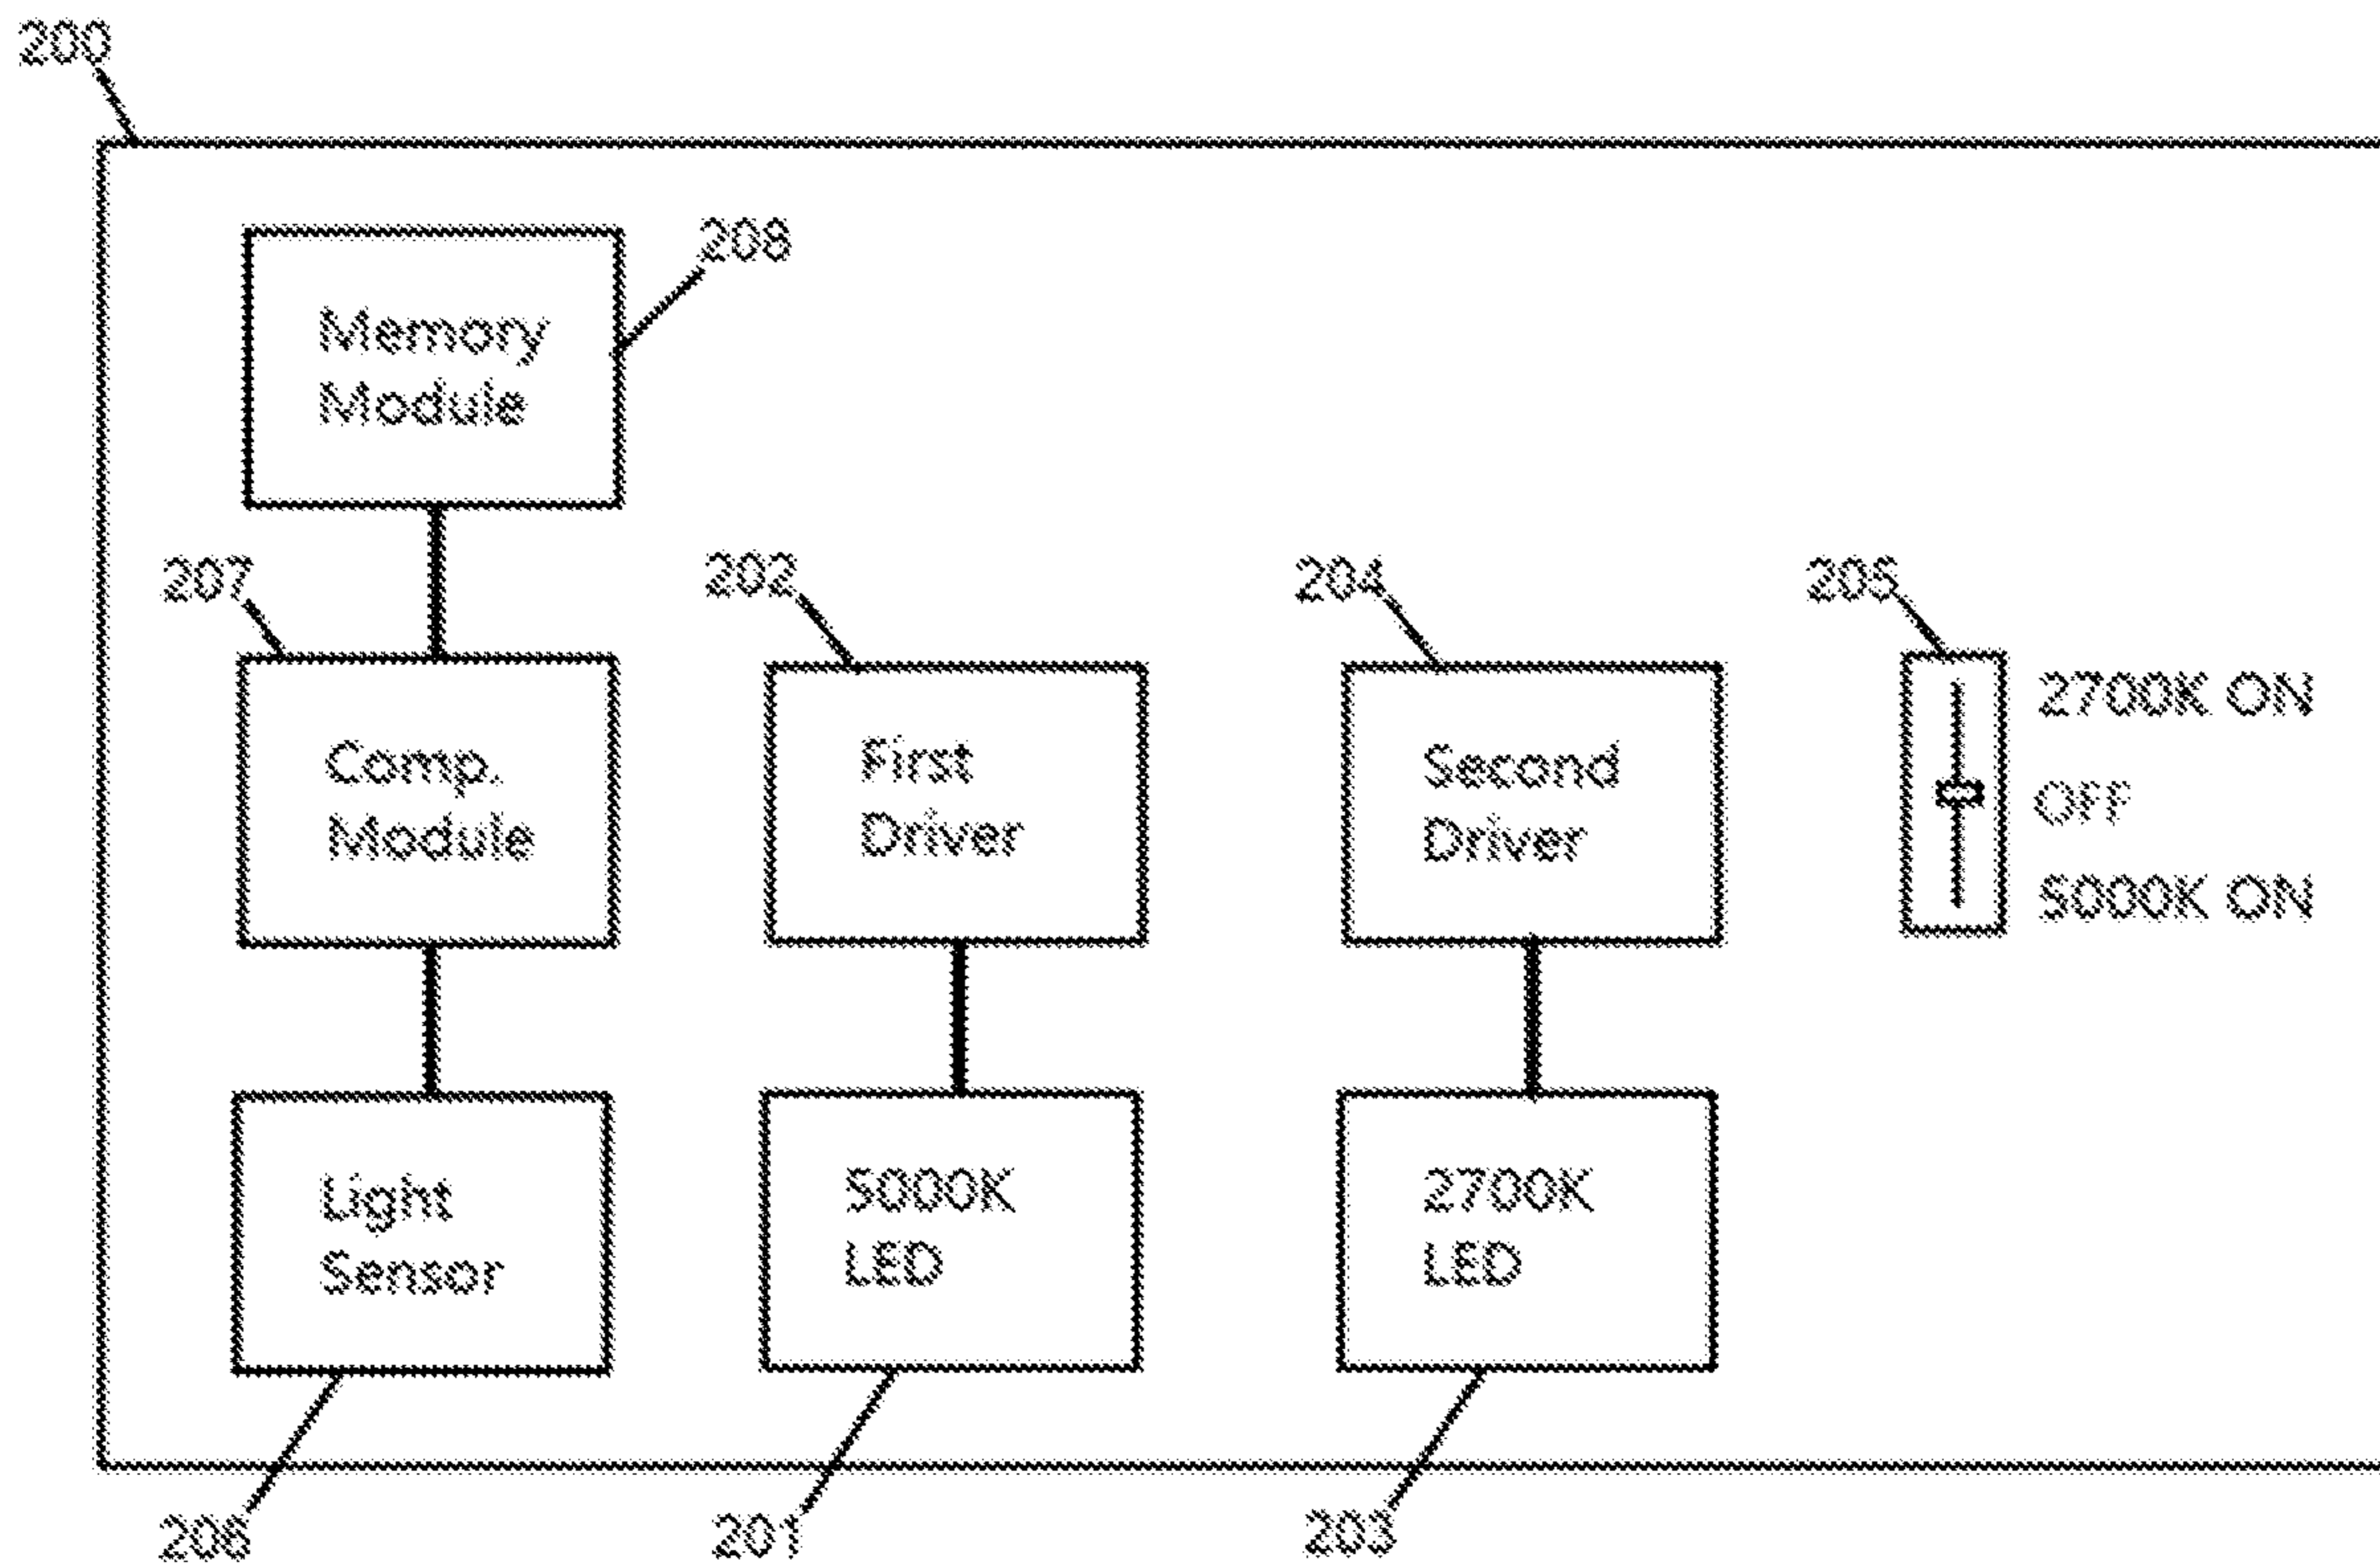 200
208
Memory
Module
207
202
204
205
Comp.
Module
First
Driver
Second
Driver
2700K ON
OFF
5000K ON
Light
Sensor
5000K
LED
2700K
LED
206
201
203